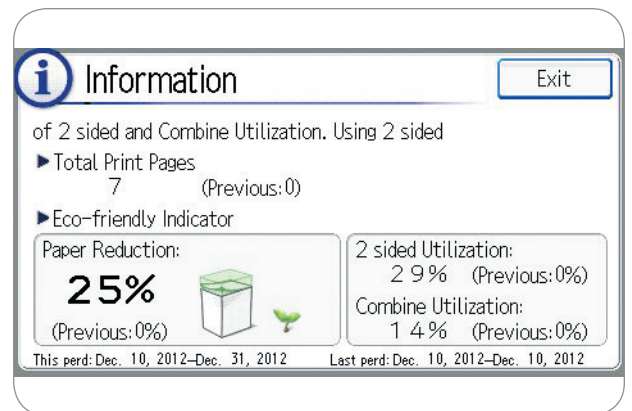 i Information Exit
of 2 sided and Combine Utilization. Using 2 sided
▶Total Print Pages
7 (Previous:0)
▶Eco-friendly Indicator
Paper Reduction:
25%
(Previous:0%)
2 sided Utilization:
29% (Previous:0%)
Combine Utilization:
14% (Previous:0%)
This perd: Dec. 10, 2012–Dec. 31, 2012 Last perd: Dec. 10, 2012–Dec. 10, 2012